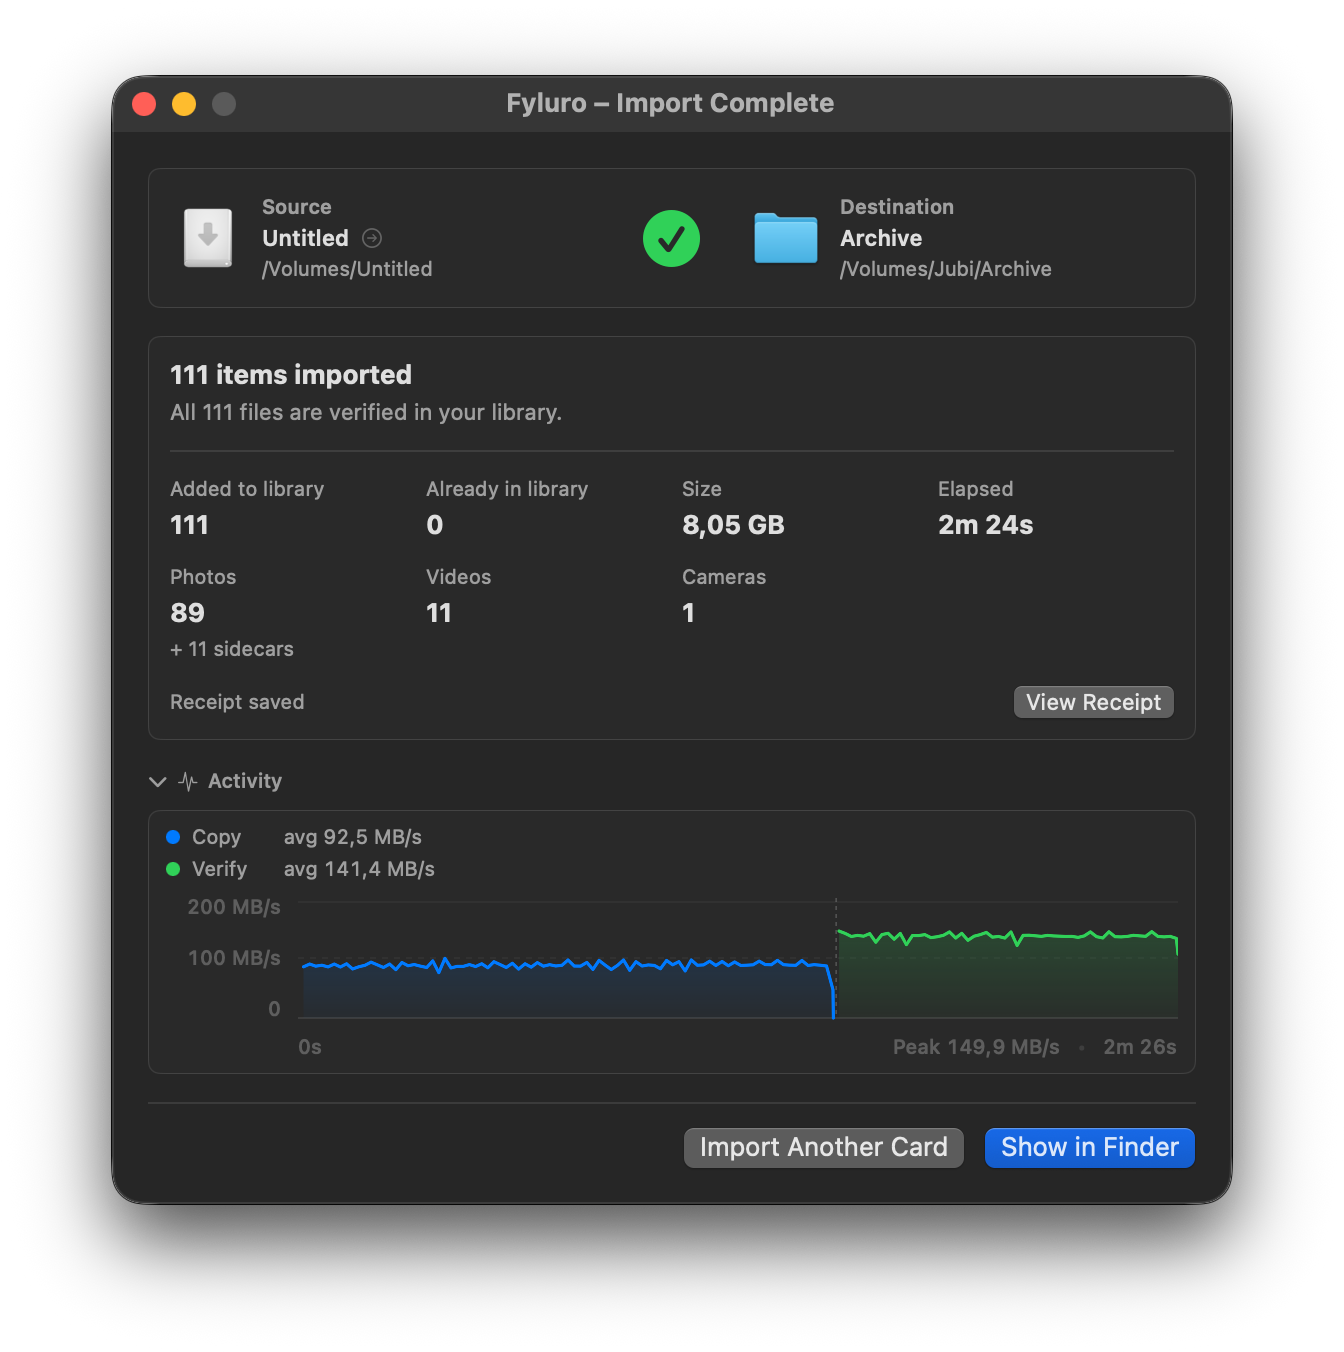 Fyluro – Import Complete
Source
Untitled
/Volumes/Untitled
Destination
Archive
/Volumes/Jubi/Archive
111 items imported
All 111 files are verified in your library.
Added to library
111
Already in library
0
Size
8,05 GB
Elapsed
2m 24s
Photos
89
+ 11 sidecars
Videos
11
Cameras
1
Receipt saved
View Receipt
Activity
Copy avg 92,5 MB/s
Verify avg 141,4 MB/s
200 MB/s
100 MB/s
0
0s
Peak 149,9 MB/s • 2m 26s
Import Another Card
Show in Finder